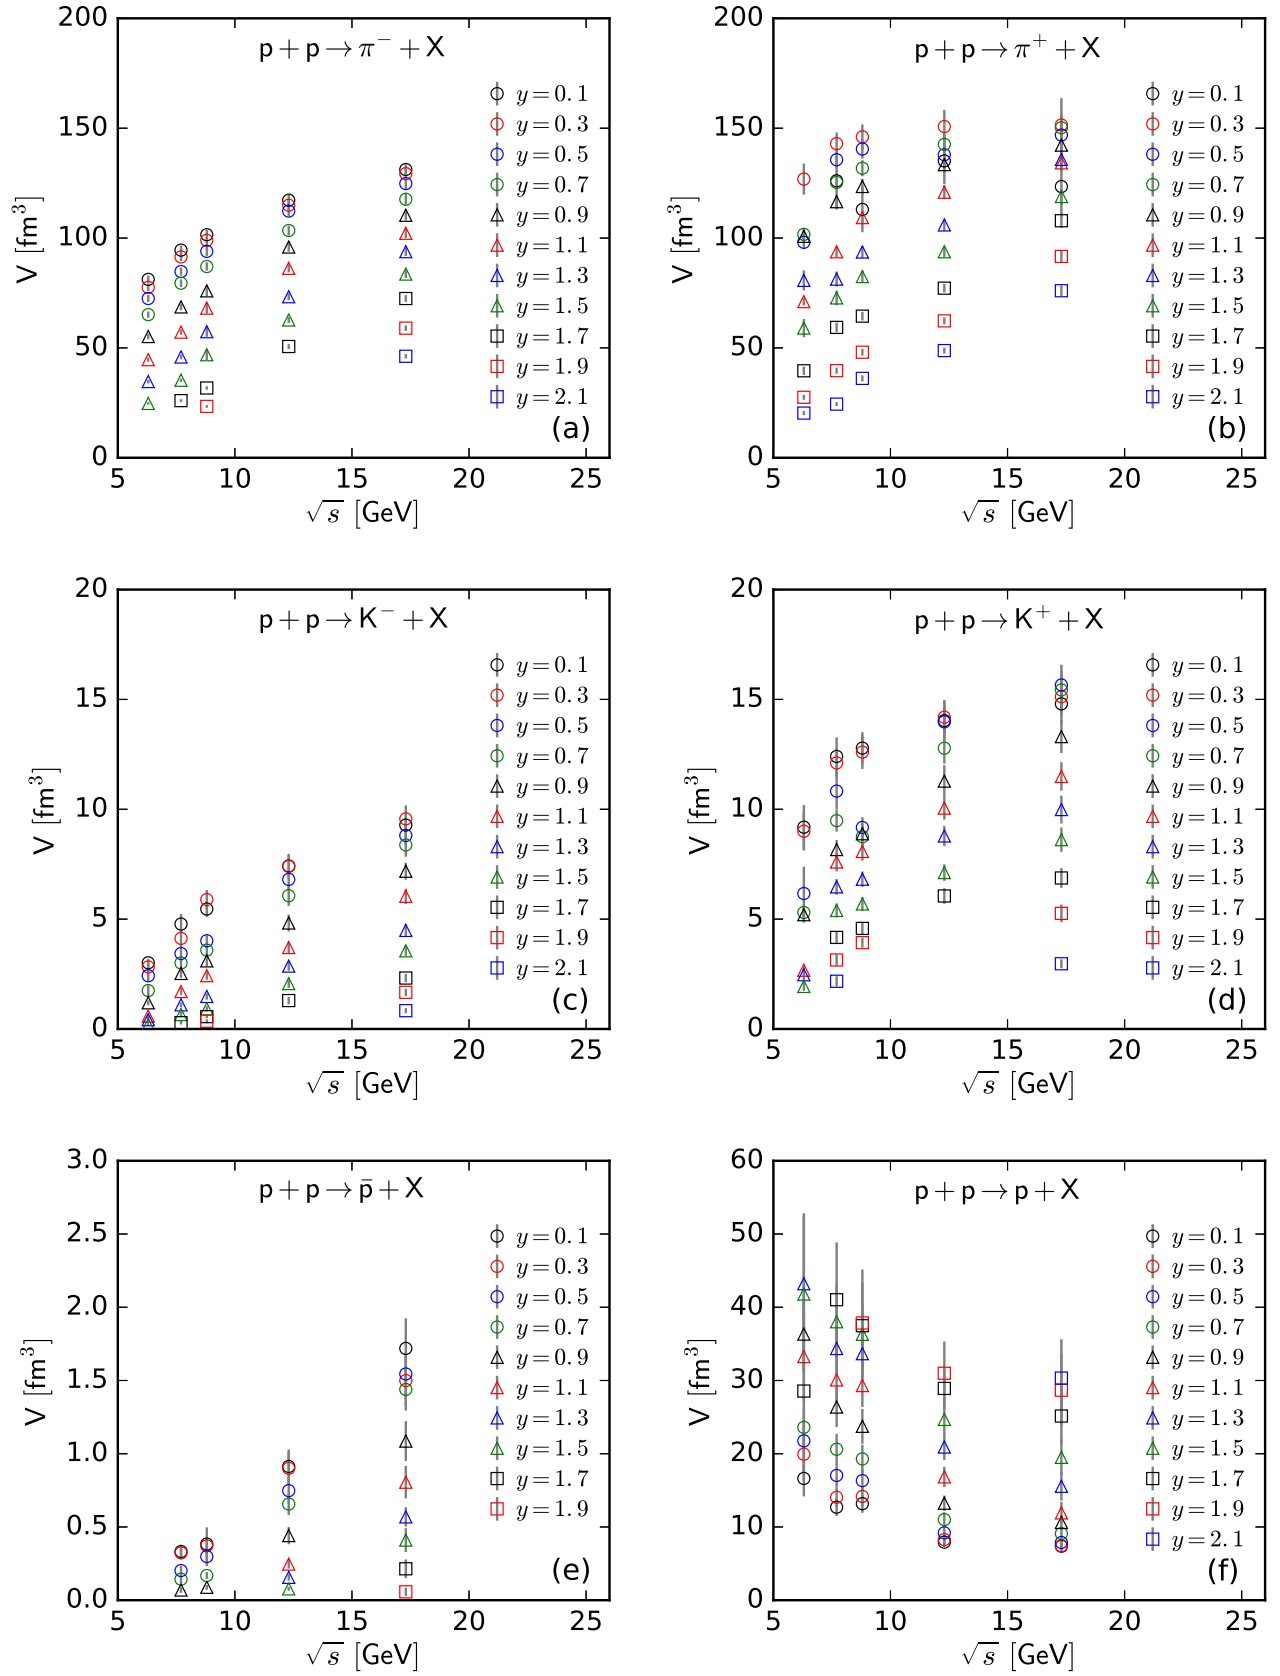 p + p → π⁻ + X
V [fm³]
200
150
100
50
0
y = 0.1
y = 0.3
y = 0.5
y = 0.7
y = 0.9
y = 1.1
y = 1.3
y = 1.5
y = 1.7
y = 1.9
y = 2.1
(a)
5 10 15 20 25
√s [GeV]
p + p → π⁺ + X
V [fm³]
200
150
100
50
0
y = 0.1
y = 0.3
y = 0.5
y = 0.7
y = 0.9
y = 1.1
y = 1.3
y = 1.5
y = 1.7
y = 1.9
y = 2.1
(b)
5 10 15 20 25
√s [GeV]
p + p → K⁻ + X
V [fm³]
20
15
10
5
0
y = 0.1
y = 0.3
y = 0.5
y = 0.7
y = 0.9
y = 1.1
y = 1.3
y = 1.5
y = 1.7
y = 1.9
y = 2.1
(c)
5 10 15 20 25
√s [GeV]
p + p → K⁺ + X
V [fm³]
20
15
10
5
0
y = 0.1
y = 0.3
y = 0.5
y = 0.7
y = 0.9
y = 1.1
y = 1.3
y = 1.5
y = 1.7
y = 1.9
y = 2.1
(d)
5 10 15 20 25
√s [GeV]
p + p → p̄ + X
V [fm³]
3.0
2.5
2.0
1.5
1.0
0.5
0.0
y = 0.1
y = 0.3
y = 0.5
y = 0.7
y = 0.9
y = 1.1
y = 1.3
y = 1.5
y = 1.7
y = 1.9
(e)
5 10 15 20 25
√s [GeV]
p + p → p + X
V [fm³]
60
50
40
30
20
10
0
y = 0.1
y = 0.3
y = 0.5
y = 0.7
y = 0.9
y = 1.1
y = 1.3
y = 1.5
y = 1.7
y = 1.9
y = 2.1
(f)
5 10 15 20 25
√s [GeV]